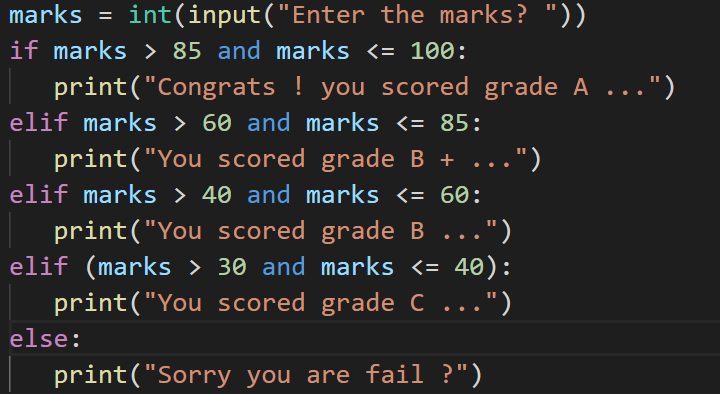 marks = int(input("Enter the marks? "))
if marks > 85 and marks <= 100:
   print("Congrats ! you scored grade A ...")
elif marks > 60 and marks <= 85:
   print("You scored grade B + ...")
elif marks > 40 and marks <= 60:
   print("You scored grade B ...")
elif (marks > 30 and marks <= 40):
   print("You scored grade C ...")
else:
   print("Sorry you are fail ?")